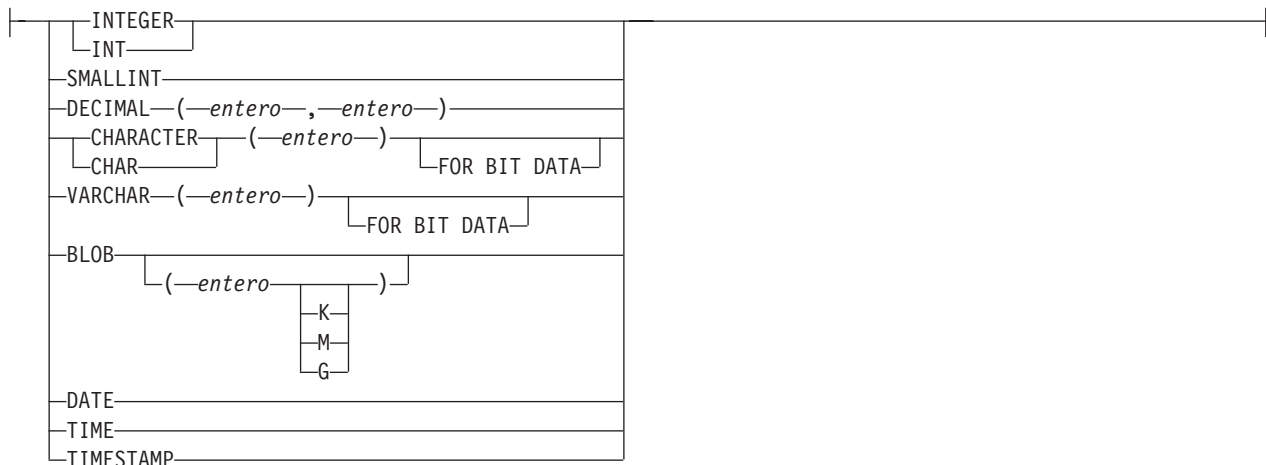 INTEGER
INT
SMALLINT
DECIMAL ( entero , entero )
CHARACTER ( entero )
CHAR FOR BIT DATA
VARCHAR ( entero )
FOR BIT DATA
BLOB
( entero )
K
M
G
DATE
TIME
TIMESTAMP